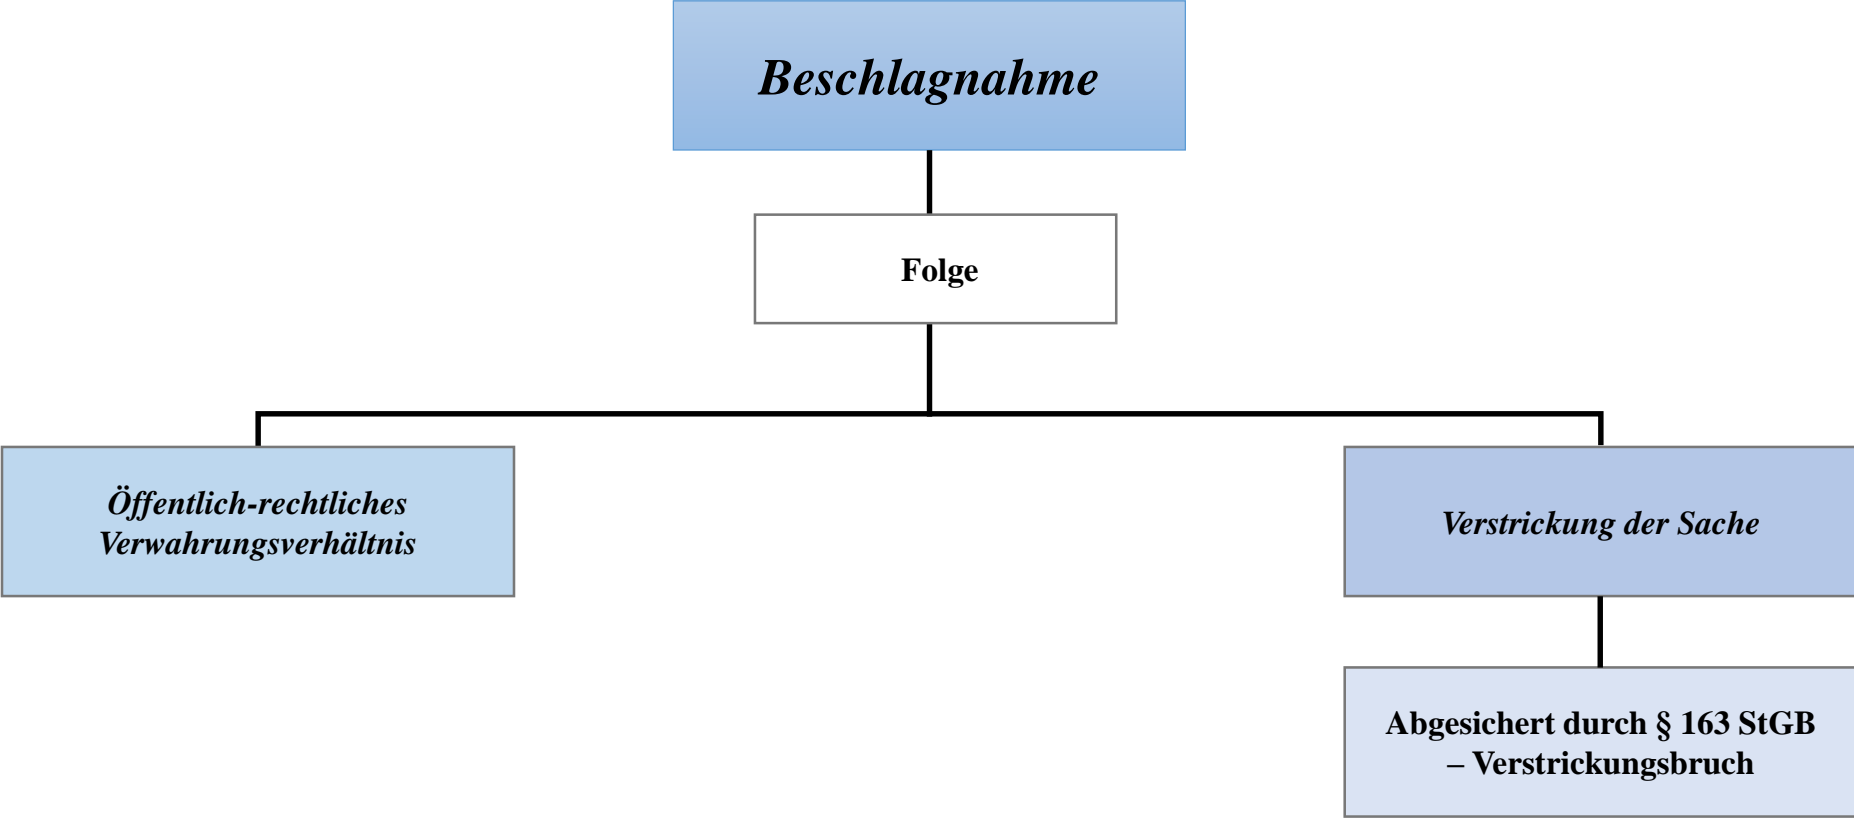 Beschlagnahme
Folge
Öffentlich-rechtliches
Verwahrungsverhältnis
Verstrickung der Sache
Abgesichert durch § 163 StGB
– Verstrickungsbruch